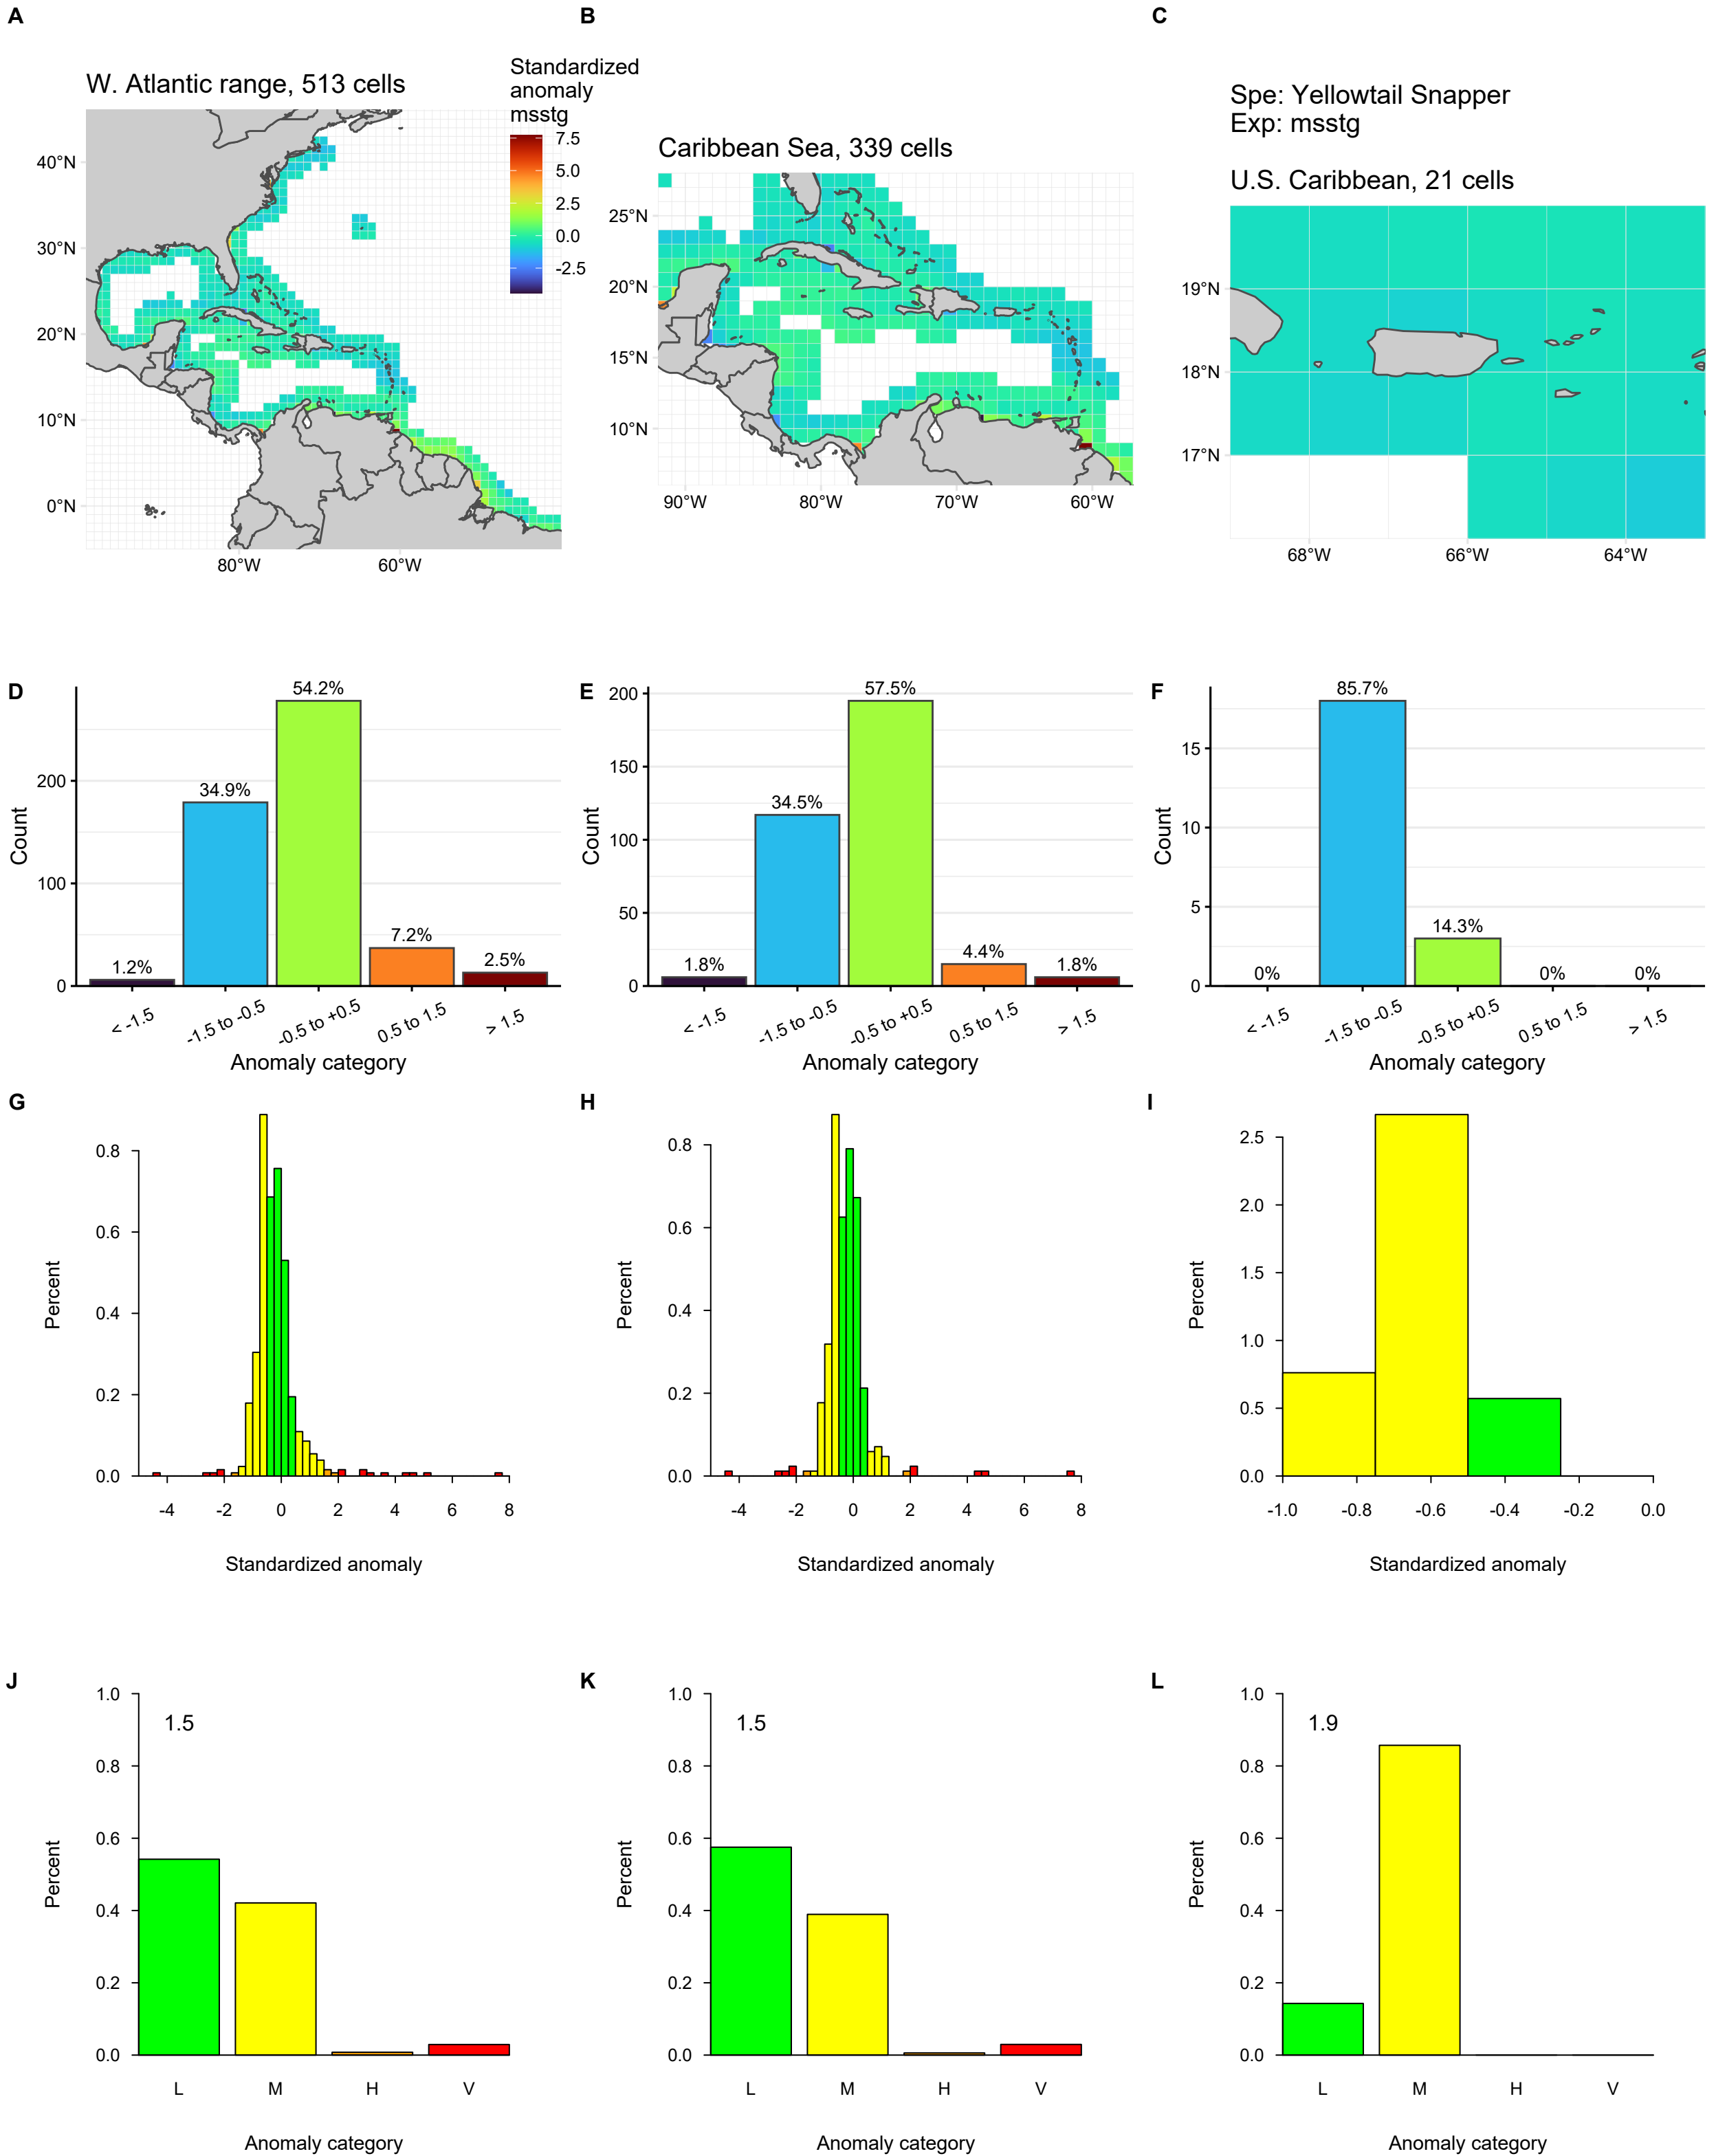 A
B
C
W. Atlantic range, 513 cells
Standardized
anomaly
msstg
7.5
5.0
2.5
0.0
-2.5
40°N
30°N
20°N
10°N
0°N
80°W
60°W
Caribbean Sea, 339 cells
25°N
20°N
15°N
10°N
90°W
80°W
70°W
60°W
Spe: Yellowtail Snapper
Exp: msstg
U.S. Caribbean, 21 cells
19°N
18°N
17°N
68°W
66°W
64°W
D
Count
200
100
0
1.2%
34.9%
54.2%
7.2%
2.5%
< -1.5
-1.5 to -0.5
-0.5 to +0.5
0.5 to 1.5
> 1.5
Anomaly category
E
Count
200
150
100
50
0
1.8%
34.5%
57.5%
4.4%
1.8%
< -1.5
-1.5 to -0.5
-0.5 to +0.5
0.5 to 1.5
> 1.5
Anomaly category
F
Count
15
10
5
0
0%
85.7%
14.3%
0%
0%
< -1.5
-1.5 to -0.5
-0.5 to +0.5
0.5 to 1.5
> 1.5
Anomaly category
G
Percent
0.8
0.6
0.4
0.2
0.0
-4 -2 0 2 4 6 8
Standardized anomaly
H
Percent
0.8
0.6
0.4
0.2
0.0
-4 -2 0 2 4 6 8
Standardized anomaly
I
Percent
2.5
2.0
1.5
1.0
0.5
0.0
-1.0 -0.8 -0.6 -0.4 -0.2 0.0
Standardized anomaly
J
Percent
1.0
0.8
0.6
0.4
0.2
0.0
1.5
L M H V
Anomaly category
K
Percent
1.0
0.8
0.6
0.4
0.2
0.0
1.5
L M H V
Anomaly category
L
Percent
1.0
0.8
0.6
0.4
0.2
0.0
1.9
L M H V
Anomaly category